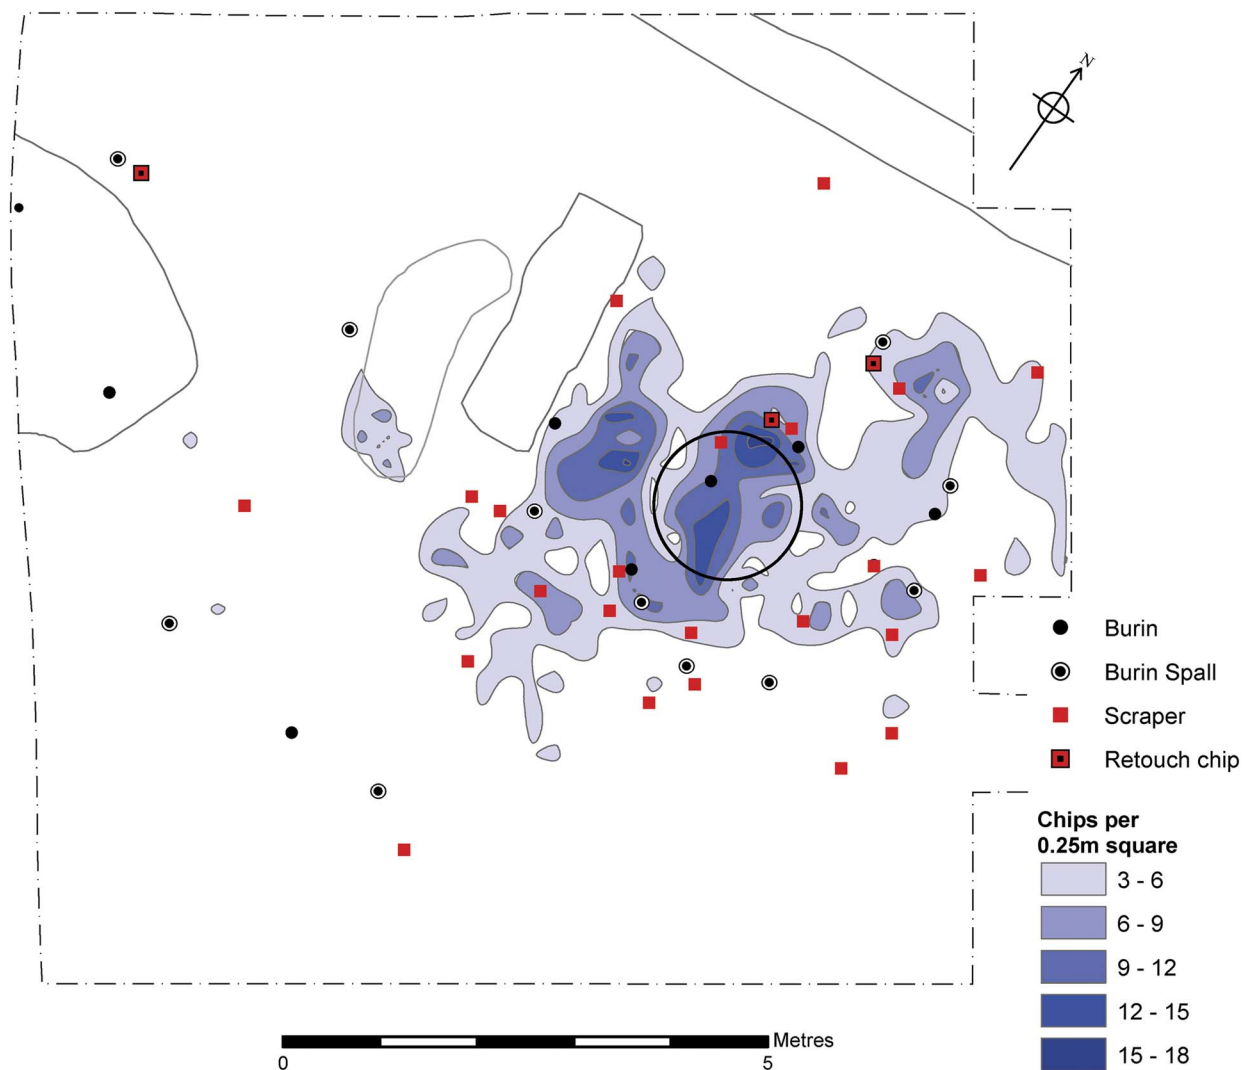 N
Burin
Burin Spall
Scraper
Retouch chip
Chips per
0.25m square
3 - 6
6 - 9
9 - 12
12 - 15
15 - 18
Metres
0 5